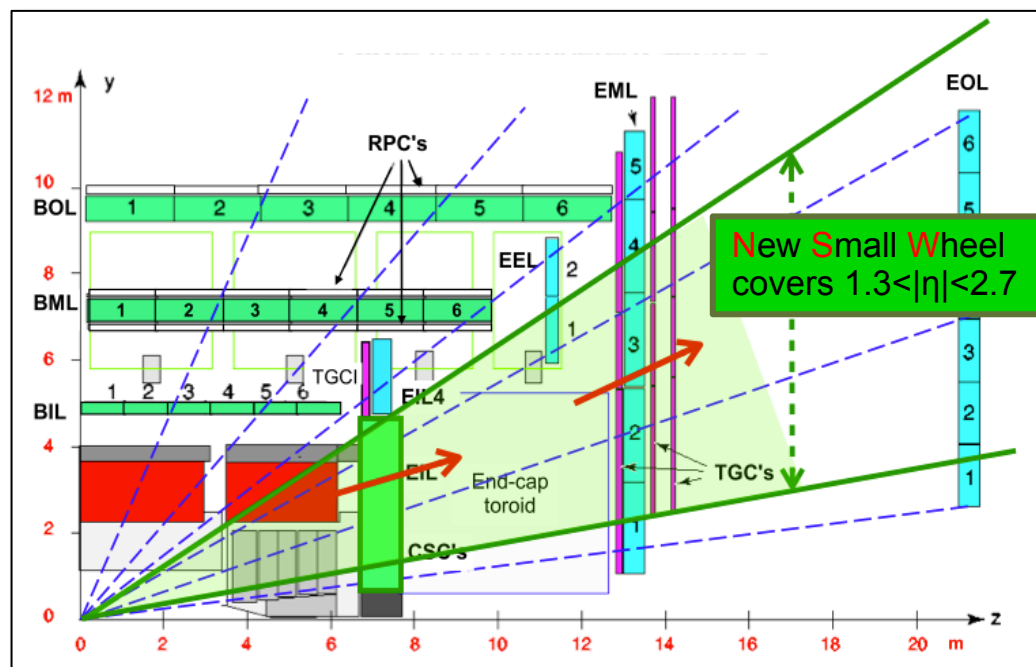 y
12 m
EOL
EML
6
RPC's
5
10
BOL
1 2 3 4 5 6
5
4
New Small Wheel
covers 1.3<|η|<2.7
8
EEL
2
BML
1 2 3 4 5 6
1
6
TGCI
3
3
EIL4
1 2 3 4 5 6
BIL
2
2
4
EIL
End-cap
toroid
TGC's
1
2
CSC's
1
0
z
0 2 4 6 8 10 12 14 16 18 20 m